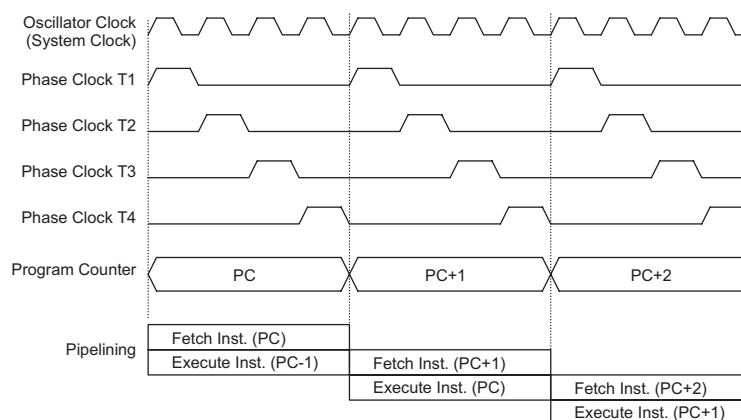 Oscillator Clock
(System Clock)
Phase Clock T1
Phase Clock T2
Phase Clock T3
Phase Clock T4
Program Counter
PC
PC+1
PC+2
Pipelining
Fetch Inst. (PC)
Execute Inst. (PC-1)
Fetch Inst. (PC+1)
Execute Inst. (PC)
Fetch Inst. (PC+2)
Execute Inst. (PC+1)